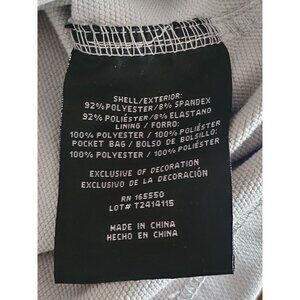 SHELL/EXTERIOR:
92% POLYESTER/8% SPANDEX
92% POLIÉSTER/8% ELASTANO
LINING / FORRO:
100% POLYESTER / 100% POLIÉSTER
POCKET BAG / BOLSO DE BOLSILLO:
100% POLYESTER / 100% POLIÉSTER
EXCLUSIVE OF DECORATION
EXCLUSIVO DE LA DECORACIÓN
RN 165550
LOT# T2414115
MADE IN CHINA
HECHO EN CHINA